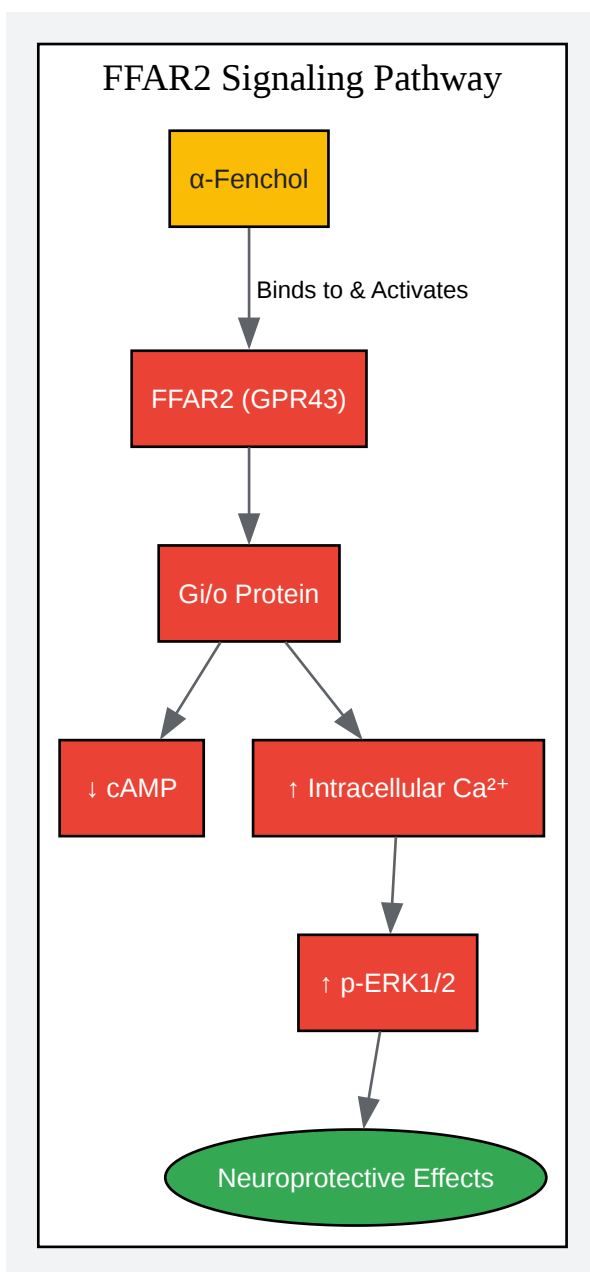 FFAR2 Signaling Pathway
α-Fenchol
Binds to & Activates
FFAR2 (GPR43)
Gi/o Protein
↓ cAMP
↑ Intracellular Ca²⁺
↑ p-ERK1/2
Neuroprotective Effects